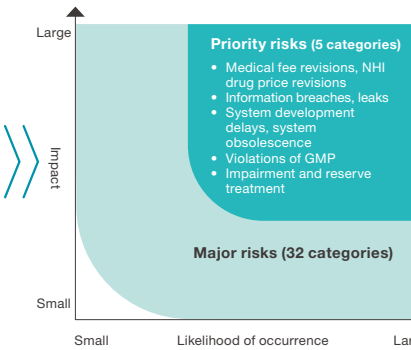 Large
Priority risks (5 categories)
• Medical fee revisions, NHI
drug price revisions
• Information breaches, leaks
• System development
delays, system
obsolescence
• Violations of GMP
• Impairment and reserve
treatment
Impact
Major risks (32 categories)
Small
Small
Likelihood of occurrence
Lar